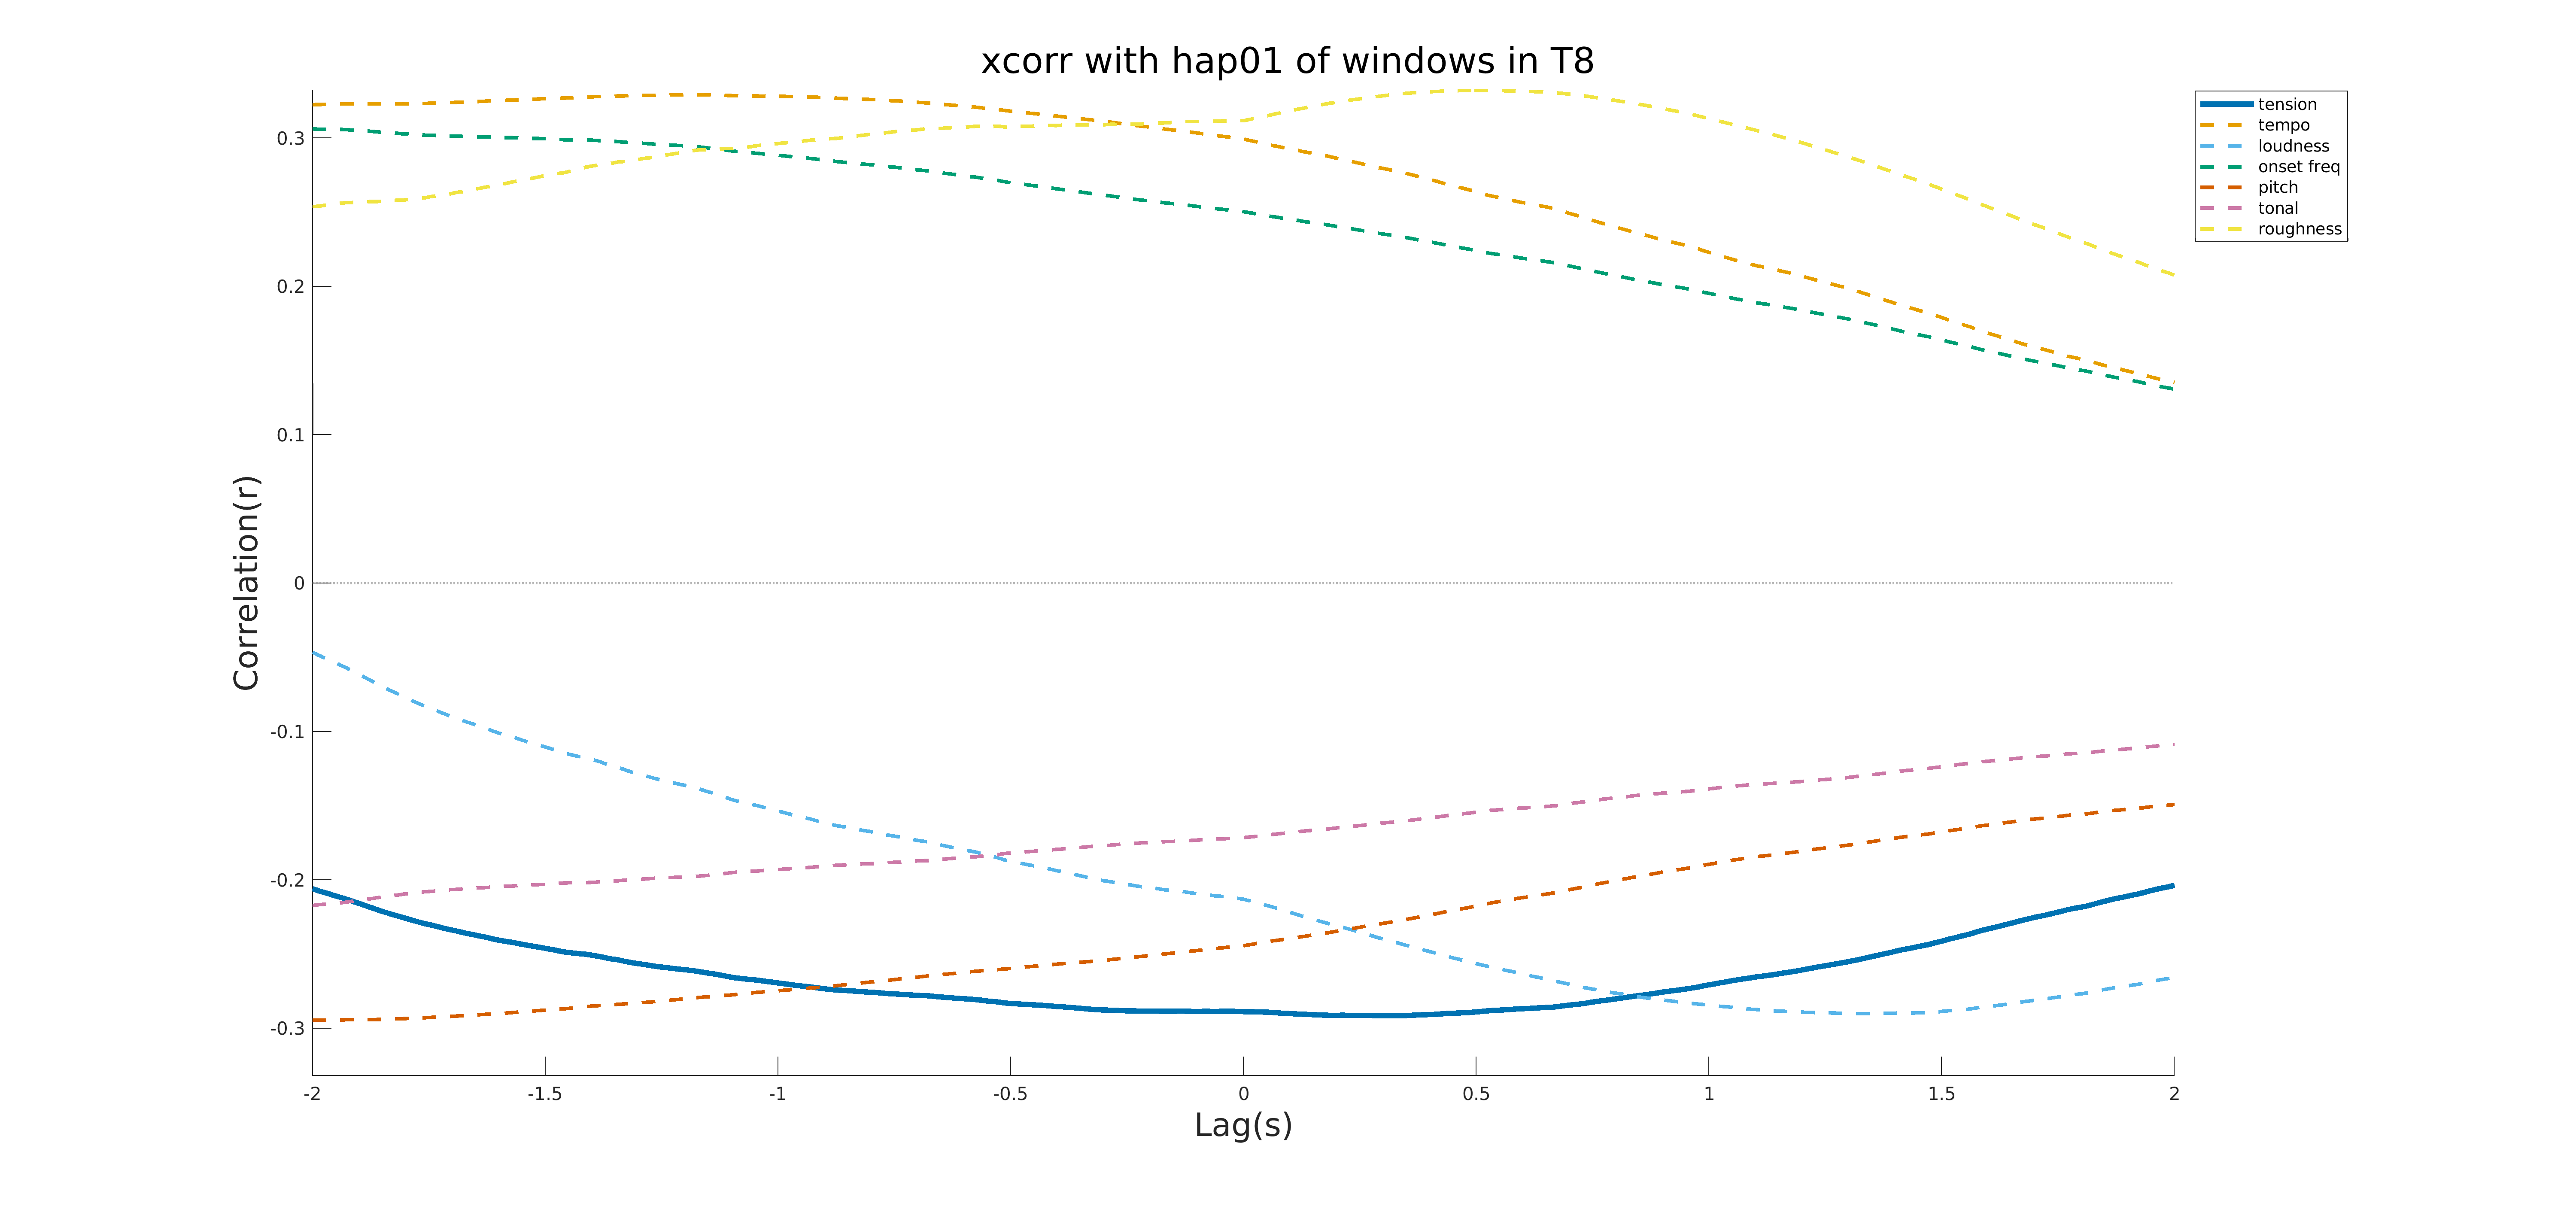 xcorr with hap01 of windows in T8
tension
tempo
loudness
onset freq
pitch
tonal
roughness
Correlation(r)
0.3
0.2
0.1
0
-0.1
-0.2
-0.3
-2 -1.5 -1 -0.5 0 0.5 1 1.5 2
Lag(s)